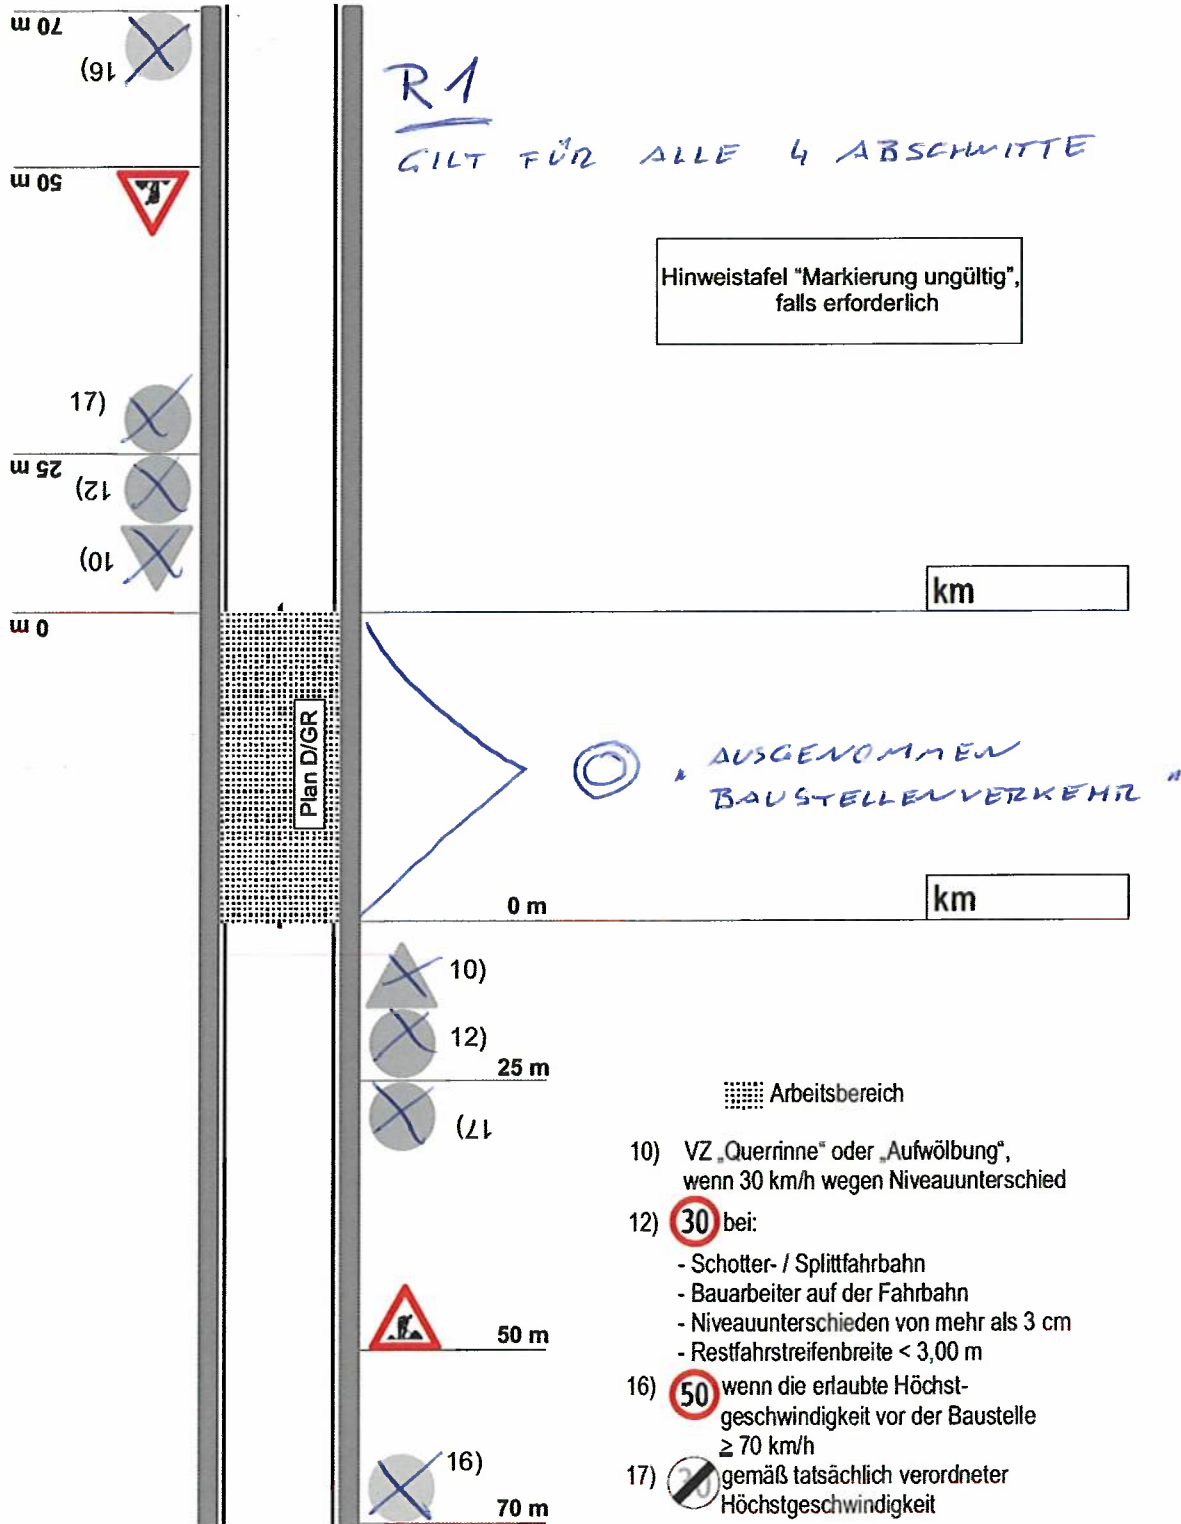 70 m
16)
R1
GILT FÜR ALLE 4 ABSCHNITTE
50 m
Hinweistafel "Markierung ungültig",
falls erforderlich
17)
25 m
12)
10)
km
0 m
Plan D/GR
"AUSGENOMMEN
BAUSTELLENVERKEHR"
0 m
km
10)
12)
25 m
17)
Arbeitsbereich
10) VZ „Querrinne“ oder „Aufwölbung“,
wenn 30 km/h wegen Niveauunterschied
12) 30 bei:
- Schotter- / Splittfahrbahn
- Bauarbeiter auf der Fahrbahn
- Niveauunterschieden von mehr als 3 cm
50 m
- Restfahrstreifenbreite < 3,00 m
16) 50 wenn die erlaubte Höchst-
geschwindigkeit vor der Baustelle
≥ 70 km/h
16)
17) 30 gemäß tatsächlich verordneter
Höchstgeschwindigkeit
70 m